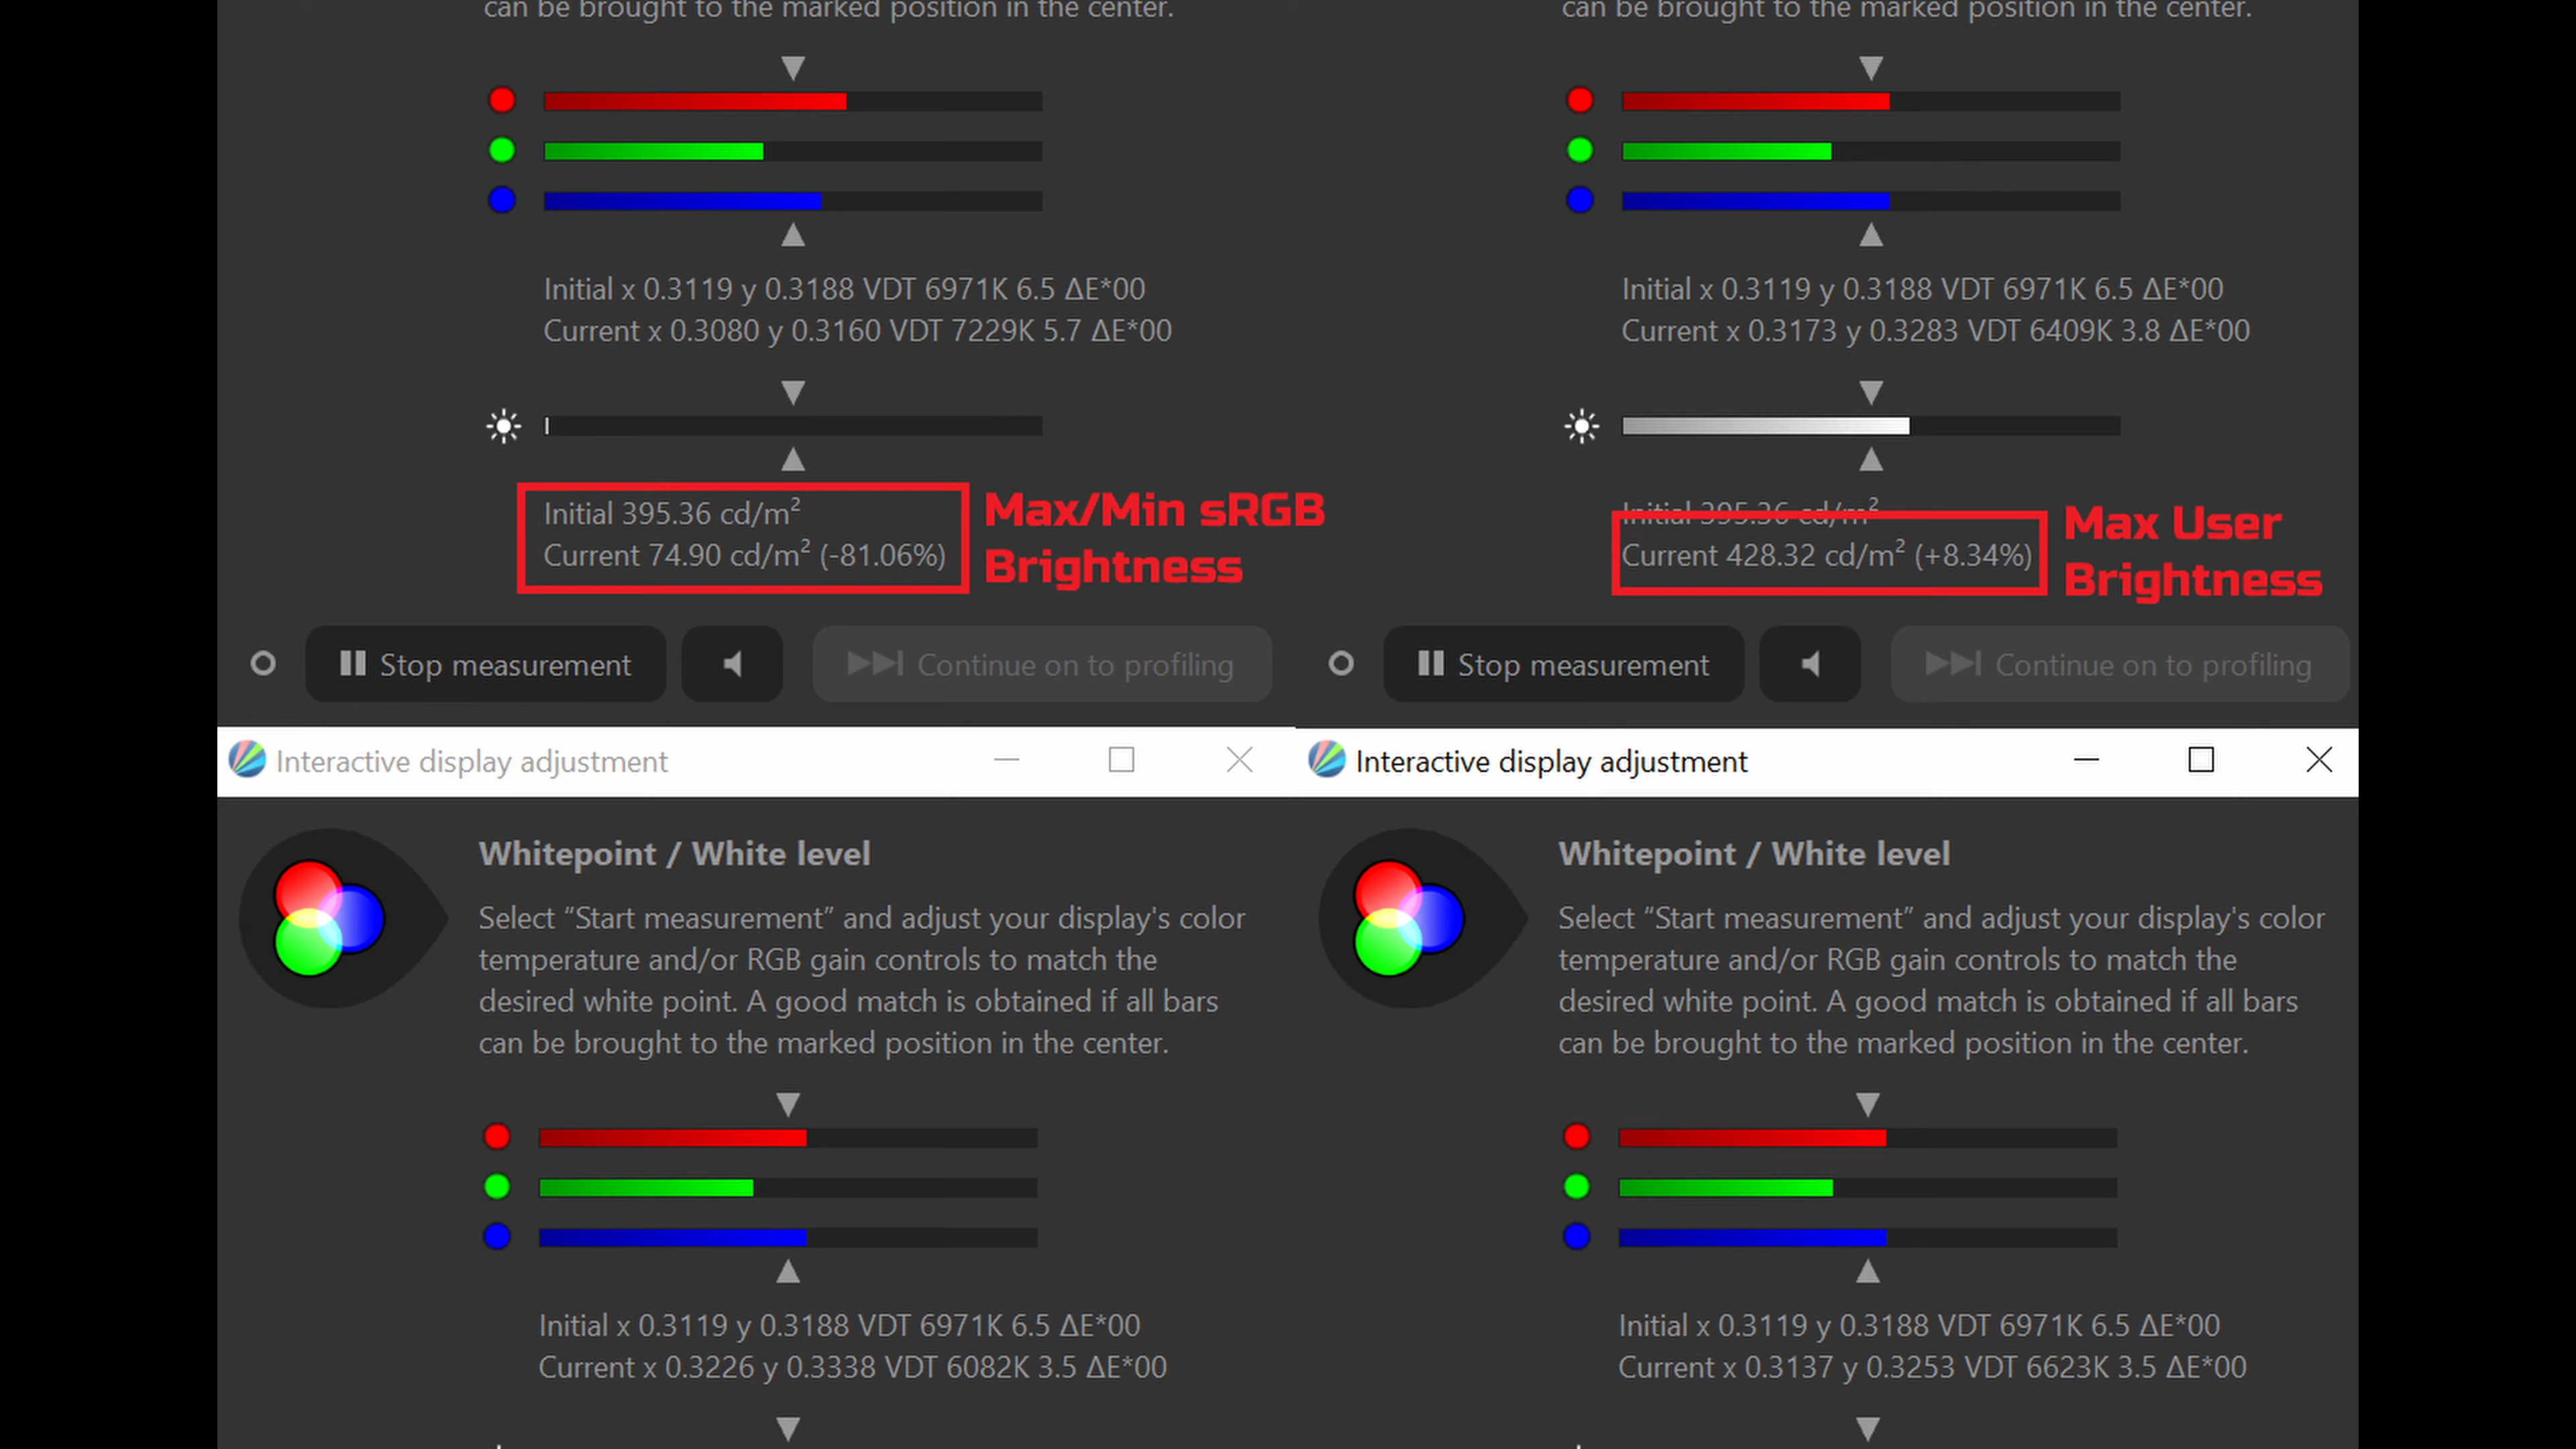 can be brought to the marked position in the center.
Initial x 0.3119 y 0.3188 VDT 6971K 6.5 ΔE*00
Current x 0.3080 y 0.3160 VDT 7229K 5.7 ΔE*00
Initial 395.36 cd/m²
Current 74.90 cd/m² (-81.06%)
Max/Min sRGB
Brightness
Stop measurement
Continue on to profiling
can be brought to the marked position in the center.
Initial x 0.3119 y 0.3188 VDT 6971K 6.5 ΔE*00
Current x 0.3173 y 0.3283 VDT 6409K 3.8 ΔE*00
Initial 395.36 cd/m²
Current 428.32 cd/m² (+8.34%)
Max User
Brightness
Stop measurement
Continue on to profiling
Interactive display adjustment
Whitepoint / White level
Select “Start measurement” and adjust your display's color
temperature and/or RGB gain controls to match the
desired white point. A good match is obtained if all bars
can be brought to the marked position in the center.
Initial x 0.3119 y 0.3188 VDT 6971K 6.5 ΔE*00
Current x 0.3226 y 0.3338 VDT 6082K 3.5 ΔE*00
Interactive display adjustment
Whitepoint / White level
Select “Start measurement” and adjust your display's color
temperature and/or RGB gain controls to match the
desired white point. A good match is obtained if all bars
can be brought to the marked position in the center.
Initial x 0.3119 y 0.3188 VDT 6971K 6.5 ΔE*00
Current x 0.3137 y 0.3253 VDT 6623K 3.5 ΔE*00